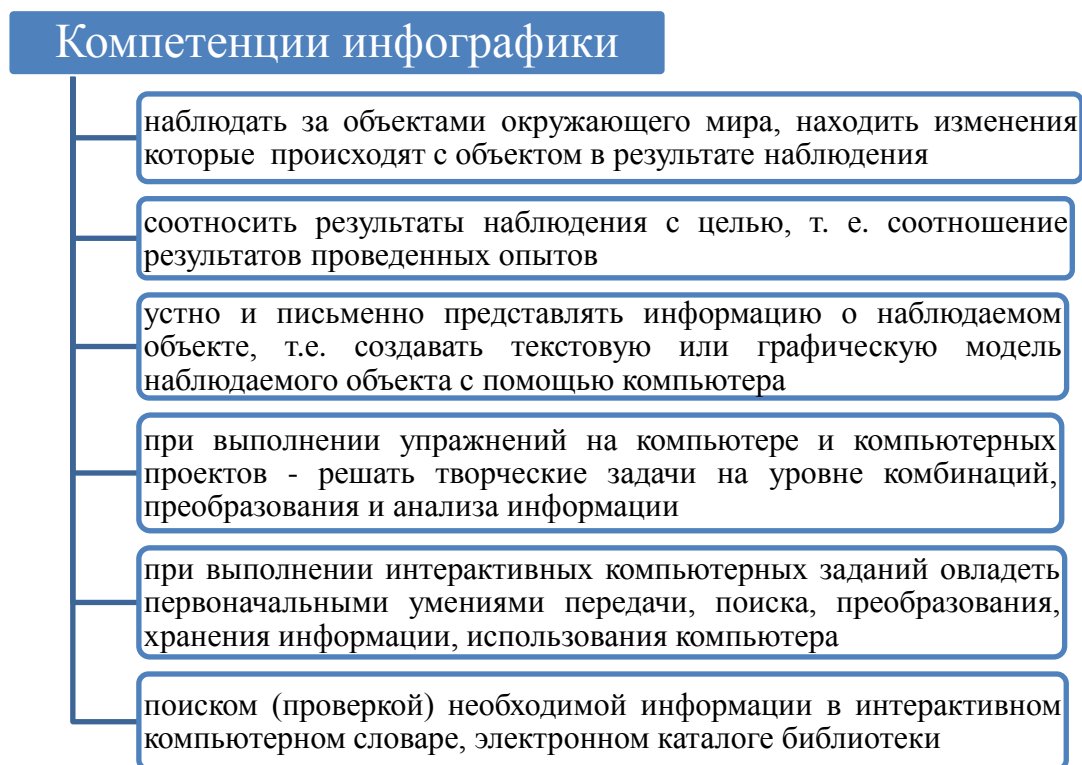 Компетенции инфографики
наблюдать за объектами окружающего мира, находить изменения
которые происходят с объектом в результате наблюдения
соотносить результаты наблюдения с целью, т. е. соотношение
результатов проведенных опытов
устно и письменно представлять информацию о наблюдаемом
объекте, т.е. создавать текстовую или графическую модель
наблюдаемого объекта с помощью компьютера
при выполнении упражнений на компьютере и компьютерных
проектов - решать творческие задачи на уровне комбинаций,
преобразования и анализа информации
при выполнении интерактивных компьютерных заданий овладеть
первоначальными умениями передачи, поиска, преобразования,
хранения информации, использования компьютера
поиском (проверкой) необходимой информации в интерактивном
компьютерном словаре, электронном каталоге библиотеки